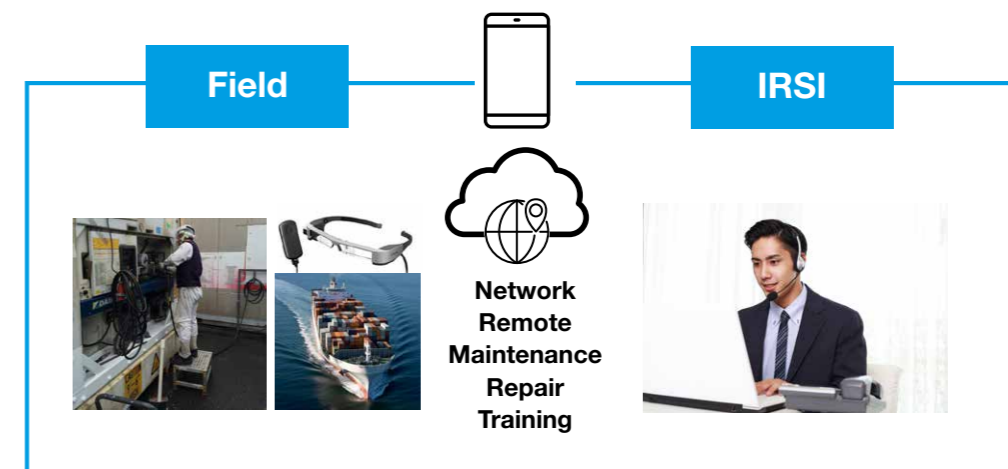 Field
IRSI
Network
Remote
Maintenance
Repair
Training